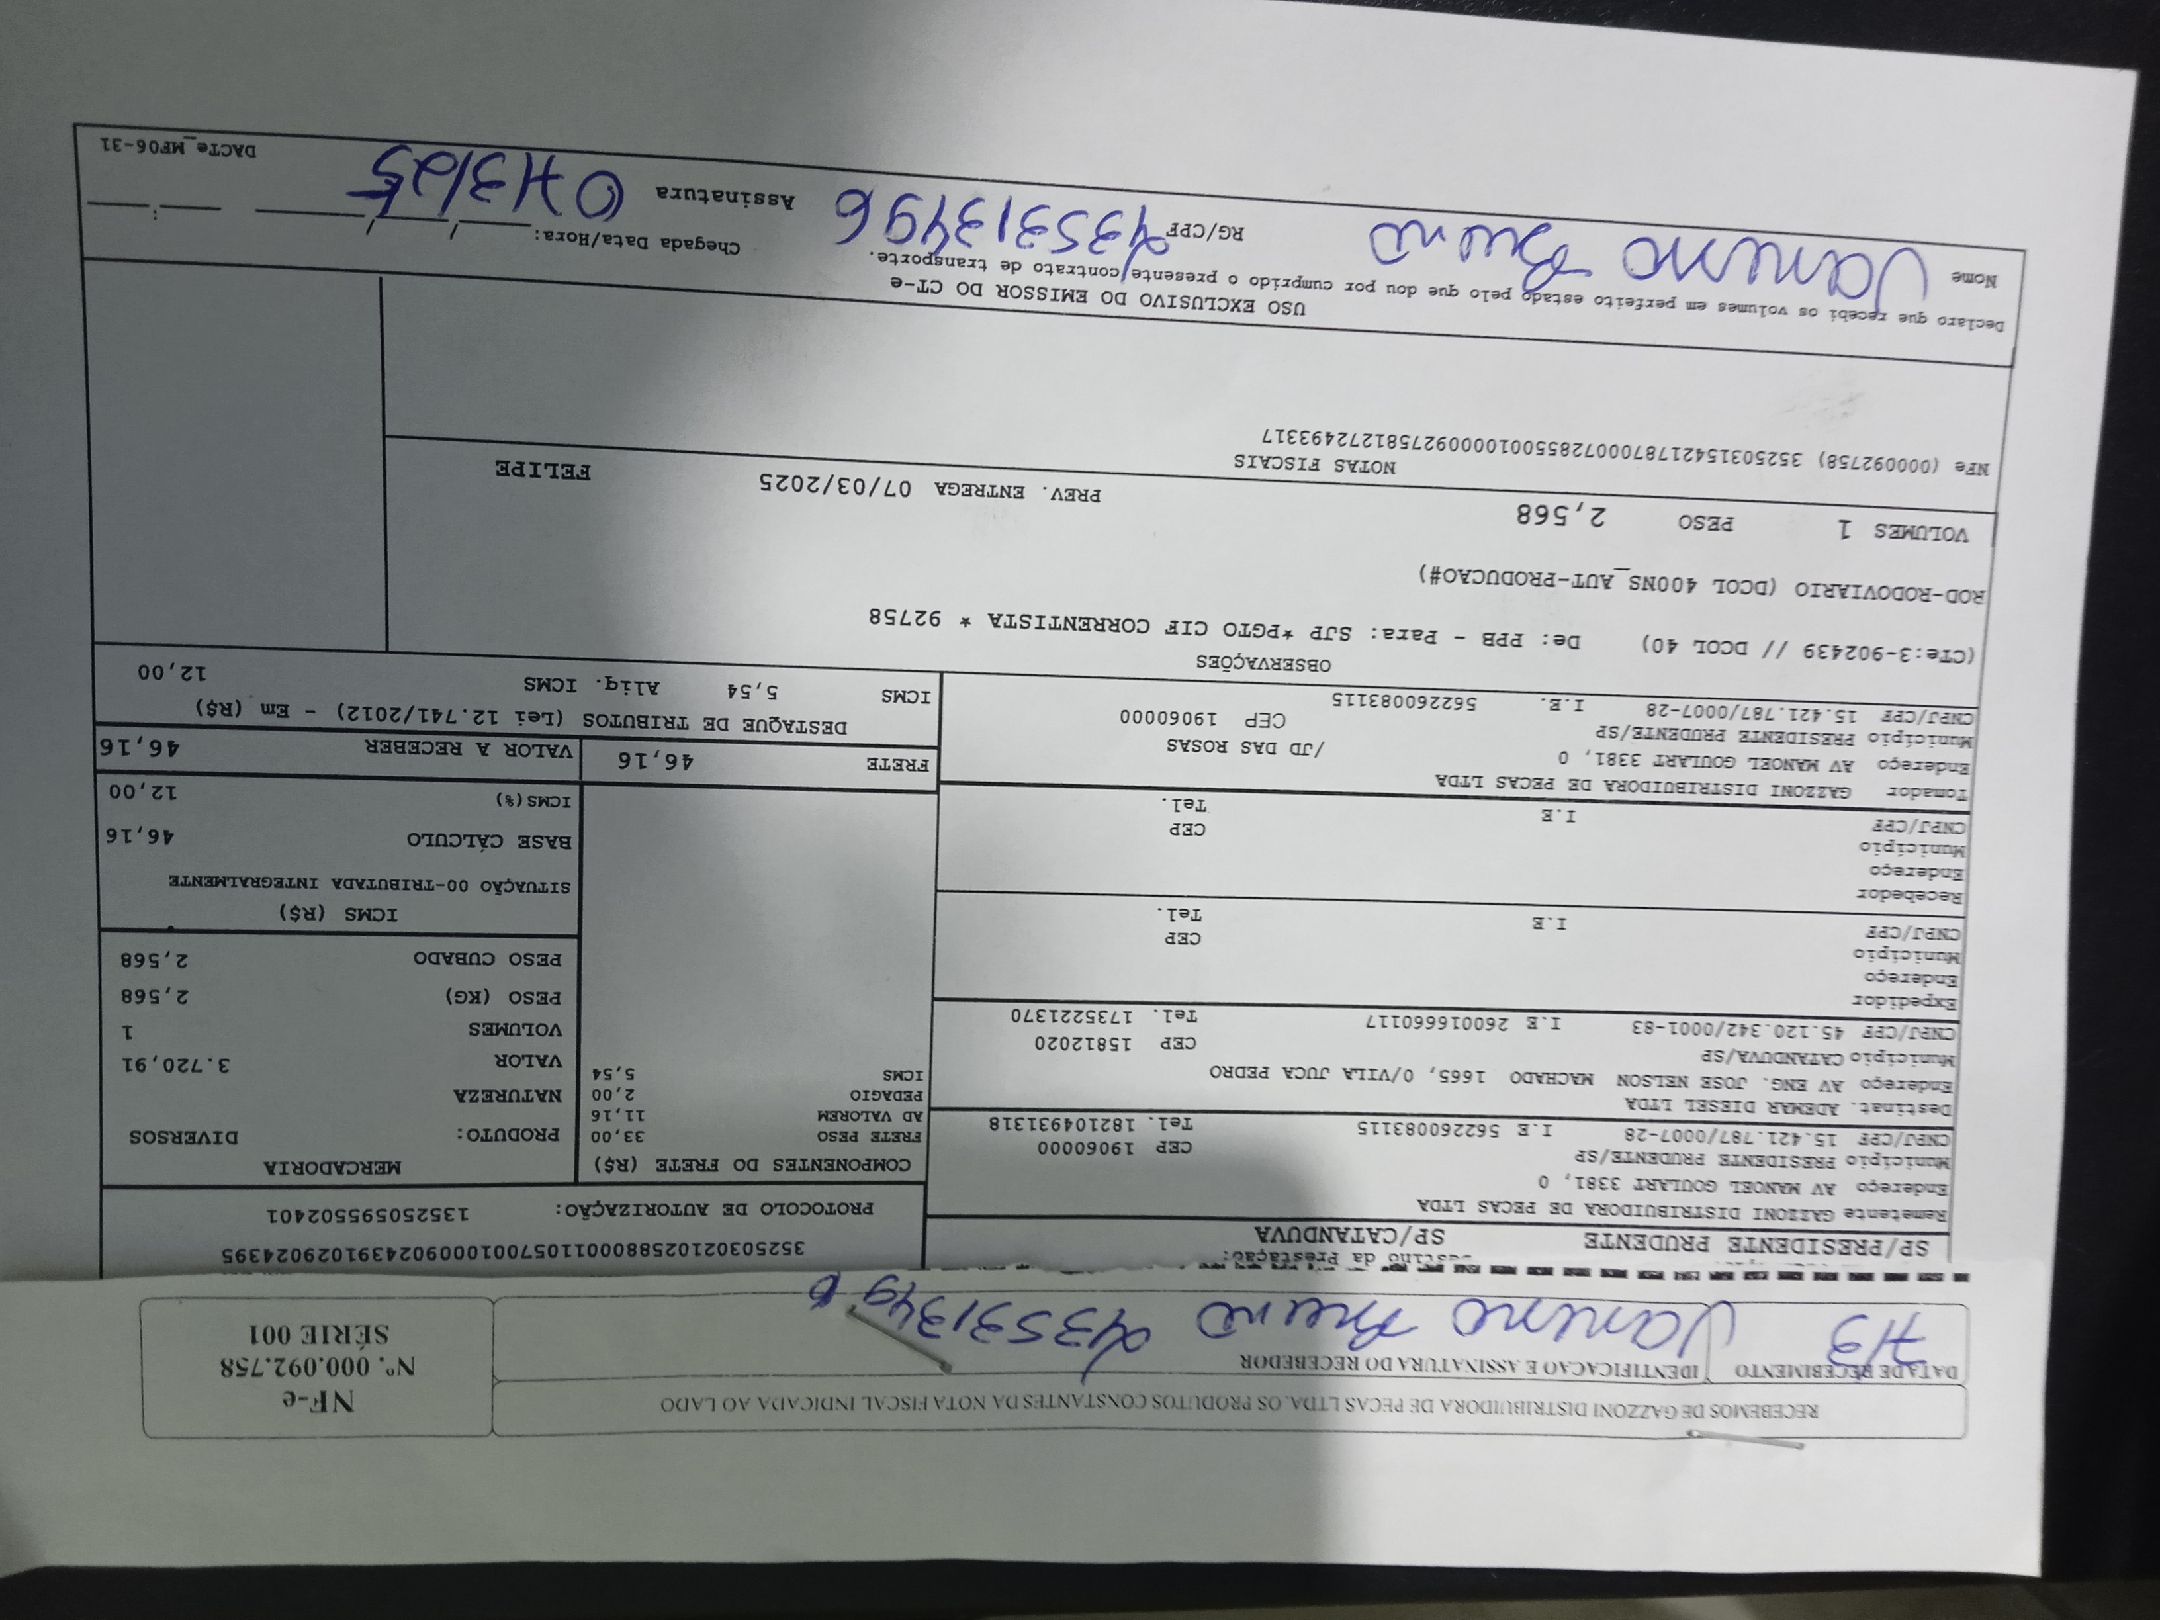 RECEBEMOS DE GAZZONI DISTRIBUIDORA DE PECAS LTDA. OS PRODUTOS CONSTANTES DA NOTA FISCAL INDICADA AO LADO
DATA DE RECEBIMENTO
7/3
IDENTIFICACAO E ASSINATURA DO RECEBEDOR
Bueno
NF-e
Nº. 000.092.758
SÉRIE 001
da Prestação:
SP/PRESIDENTE PRUDENTE SP/CATANDUVA
Remetente GAZZONI DISTRIBUIDORA DE PECAS LTDA
Endereço AV MANOEL GOULART 3381, 0
Município PRESIDENTE PRUDENTE/SP CEP 19060000
CNPJ/CPF 15.421.787/0007-28 I.E 562260083115 Tel. 182104931318
Destinat. ADEMAR DIESEL LTDA
Endereço AV ENG. JOSE NELSON MACHADO 1665, 0/VILA JUCA PEDRO
Município CATANDUVA/SP CEP 15812020
CNPJ/CPF 45.120.342/0001-83 I.E 260016660117 Tel. 1735221370
Expedidor
Endereço
Município CEP
CNPJ/CPF I.E Tel.
Recebedor
Endereço
Município CEP
CNPJ/CPF I.E Tel.
Tomador GAZZONI DISTRIBUIDORA DE PECAS LTDA
Endereço AV MANOEL GOULART 3381, 0 /JD DAS ROSAS
Município PRESIDENTE PRUDENTE/SP CEP 19060000
CNPJ/CPF 15.421.787/0007-28 I.E. 562260083115
35250302102588000110570010009024391029024395
PROTOCOLO DE AUTORIZAÇÃO: 135250595502401
COMPONENTES DO FRETE (R$)
FRETE PESO 33,00
AD VALOREM 11,16
PEDAGIO 2,00
ICMS 5,54
MERCADORIA
PRODUTO: DIVERSOS
NATUREZA
VALOR 3.720,91
VOLUMES 1
PESO (KG) 2,568
PESO CUBADO 2,568
ICMS (R$)
SITUAÇÃO 00-TRIBUTADA INTEGRALMENTE
BASE CÁLCULO 46,16
ICMS(%) 12,00
FRETE 46,16 VALOR A RECEBER 46,16
DESTAQUE DE TRIBUTOS (Lei 12.741/2012) - Em (R$)
ICMS 5,54 Aliq. ICMS 12,00
OBSERVAÇÕES
(CTe:3-902439 // DCOL 40) De: PPB - Para: SJP *PGTO CIF CORRENTISTA * 92758
ROD-RODOVIARIO (DCOL 400NS_AUT-PRODUCAO#)
VOLUMES 1 PESO 2,568 PREV. ENTREGA 07/03/2025 FELIPE
NOTAS FISCAIS
NFe (000092758) 35250315421787000728550010000927581272493317
USO EXCLUSIVO DO EMISSOR DO CT-e
Declaro que recebi os volumes em perfeito estado pelo que dou por cumprido o presente contrato de transporte.
Nome Bueno RG/CPF Assinatura
Chegada Data/Hora: 07/3/25
DACTe_MF06-31